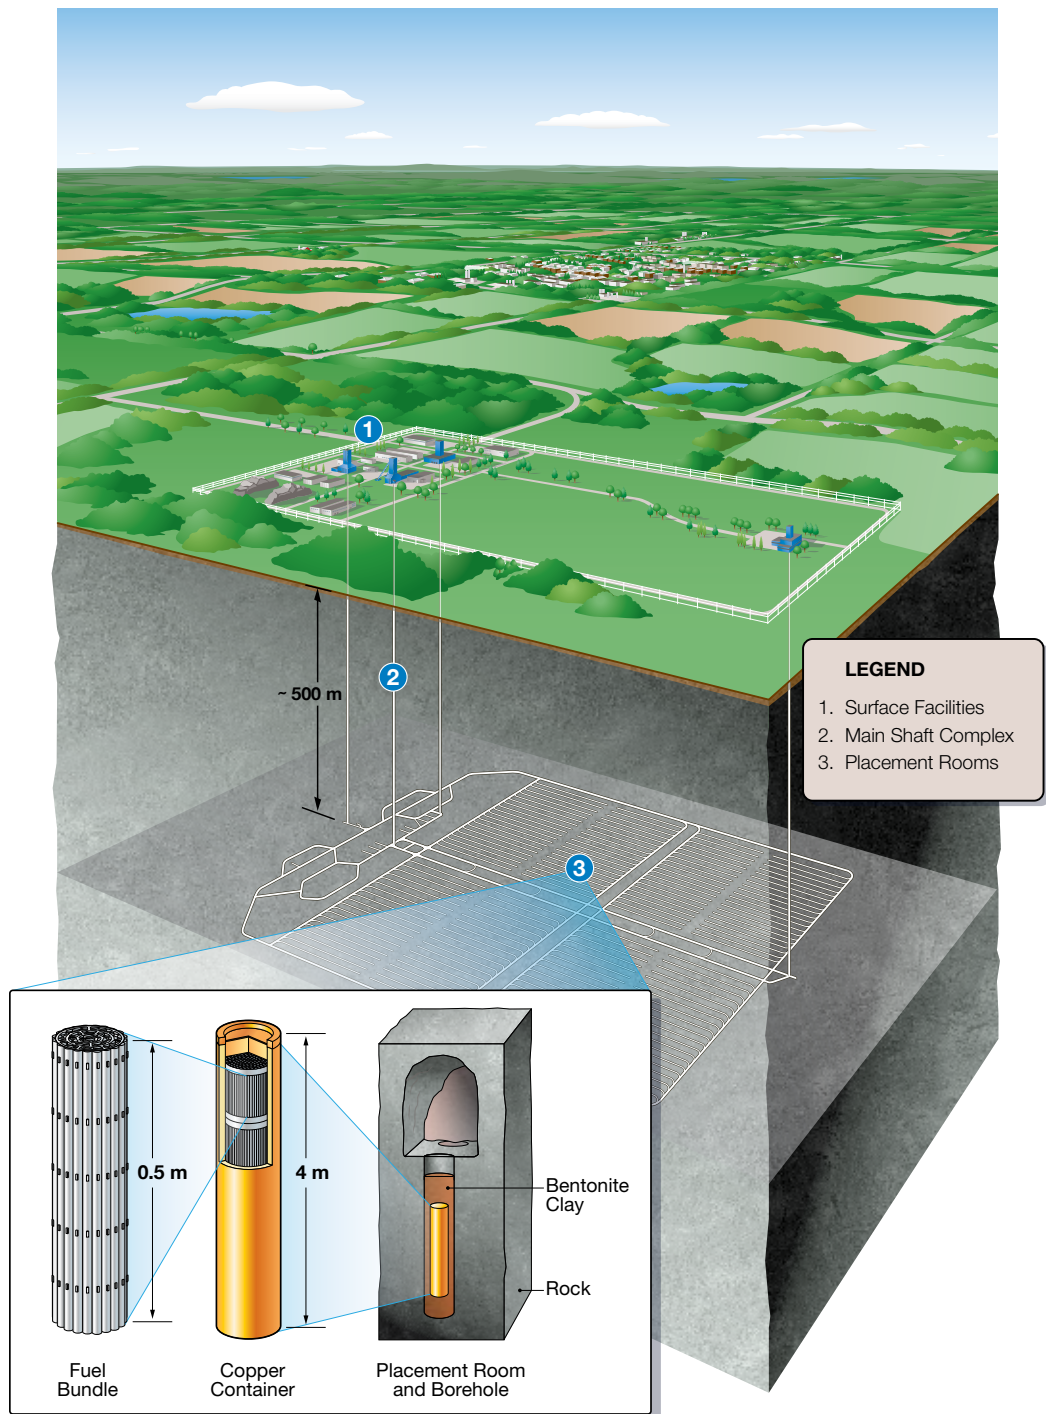 1
2
~ 500 m
LEGEND
1. Surface Facilities
2. Main Shaft Complex
3. Placement Rooms
3
0.5 m
4 m
Bentonite
Clay
Rock
Fuel
Bundle
Copper
Container
Placement Room
and Borehole